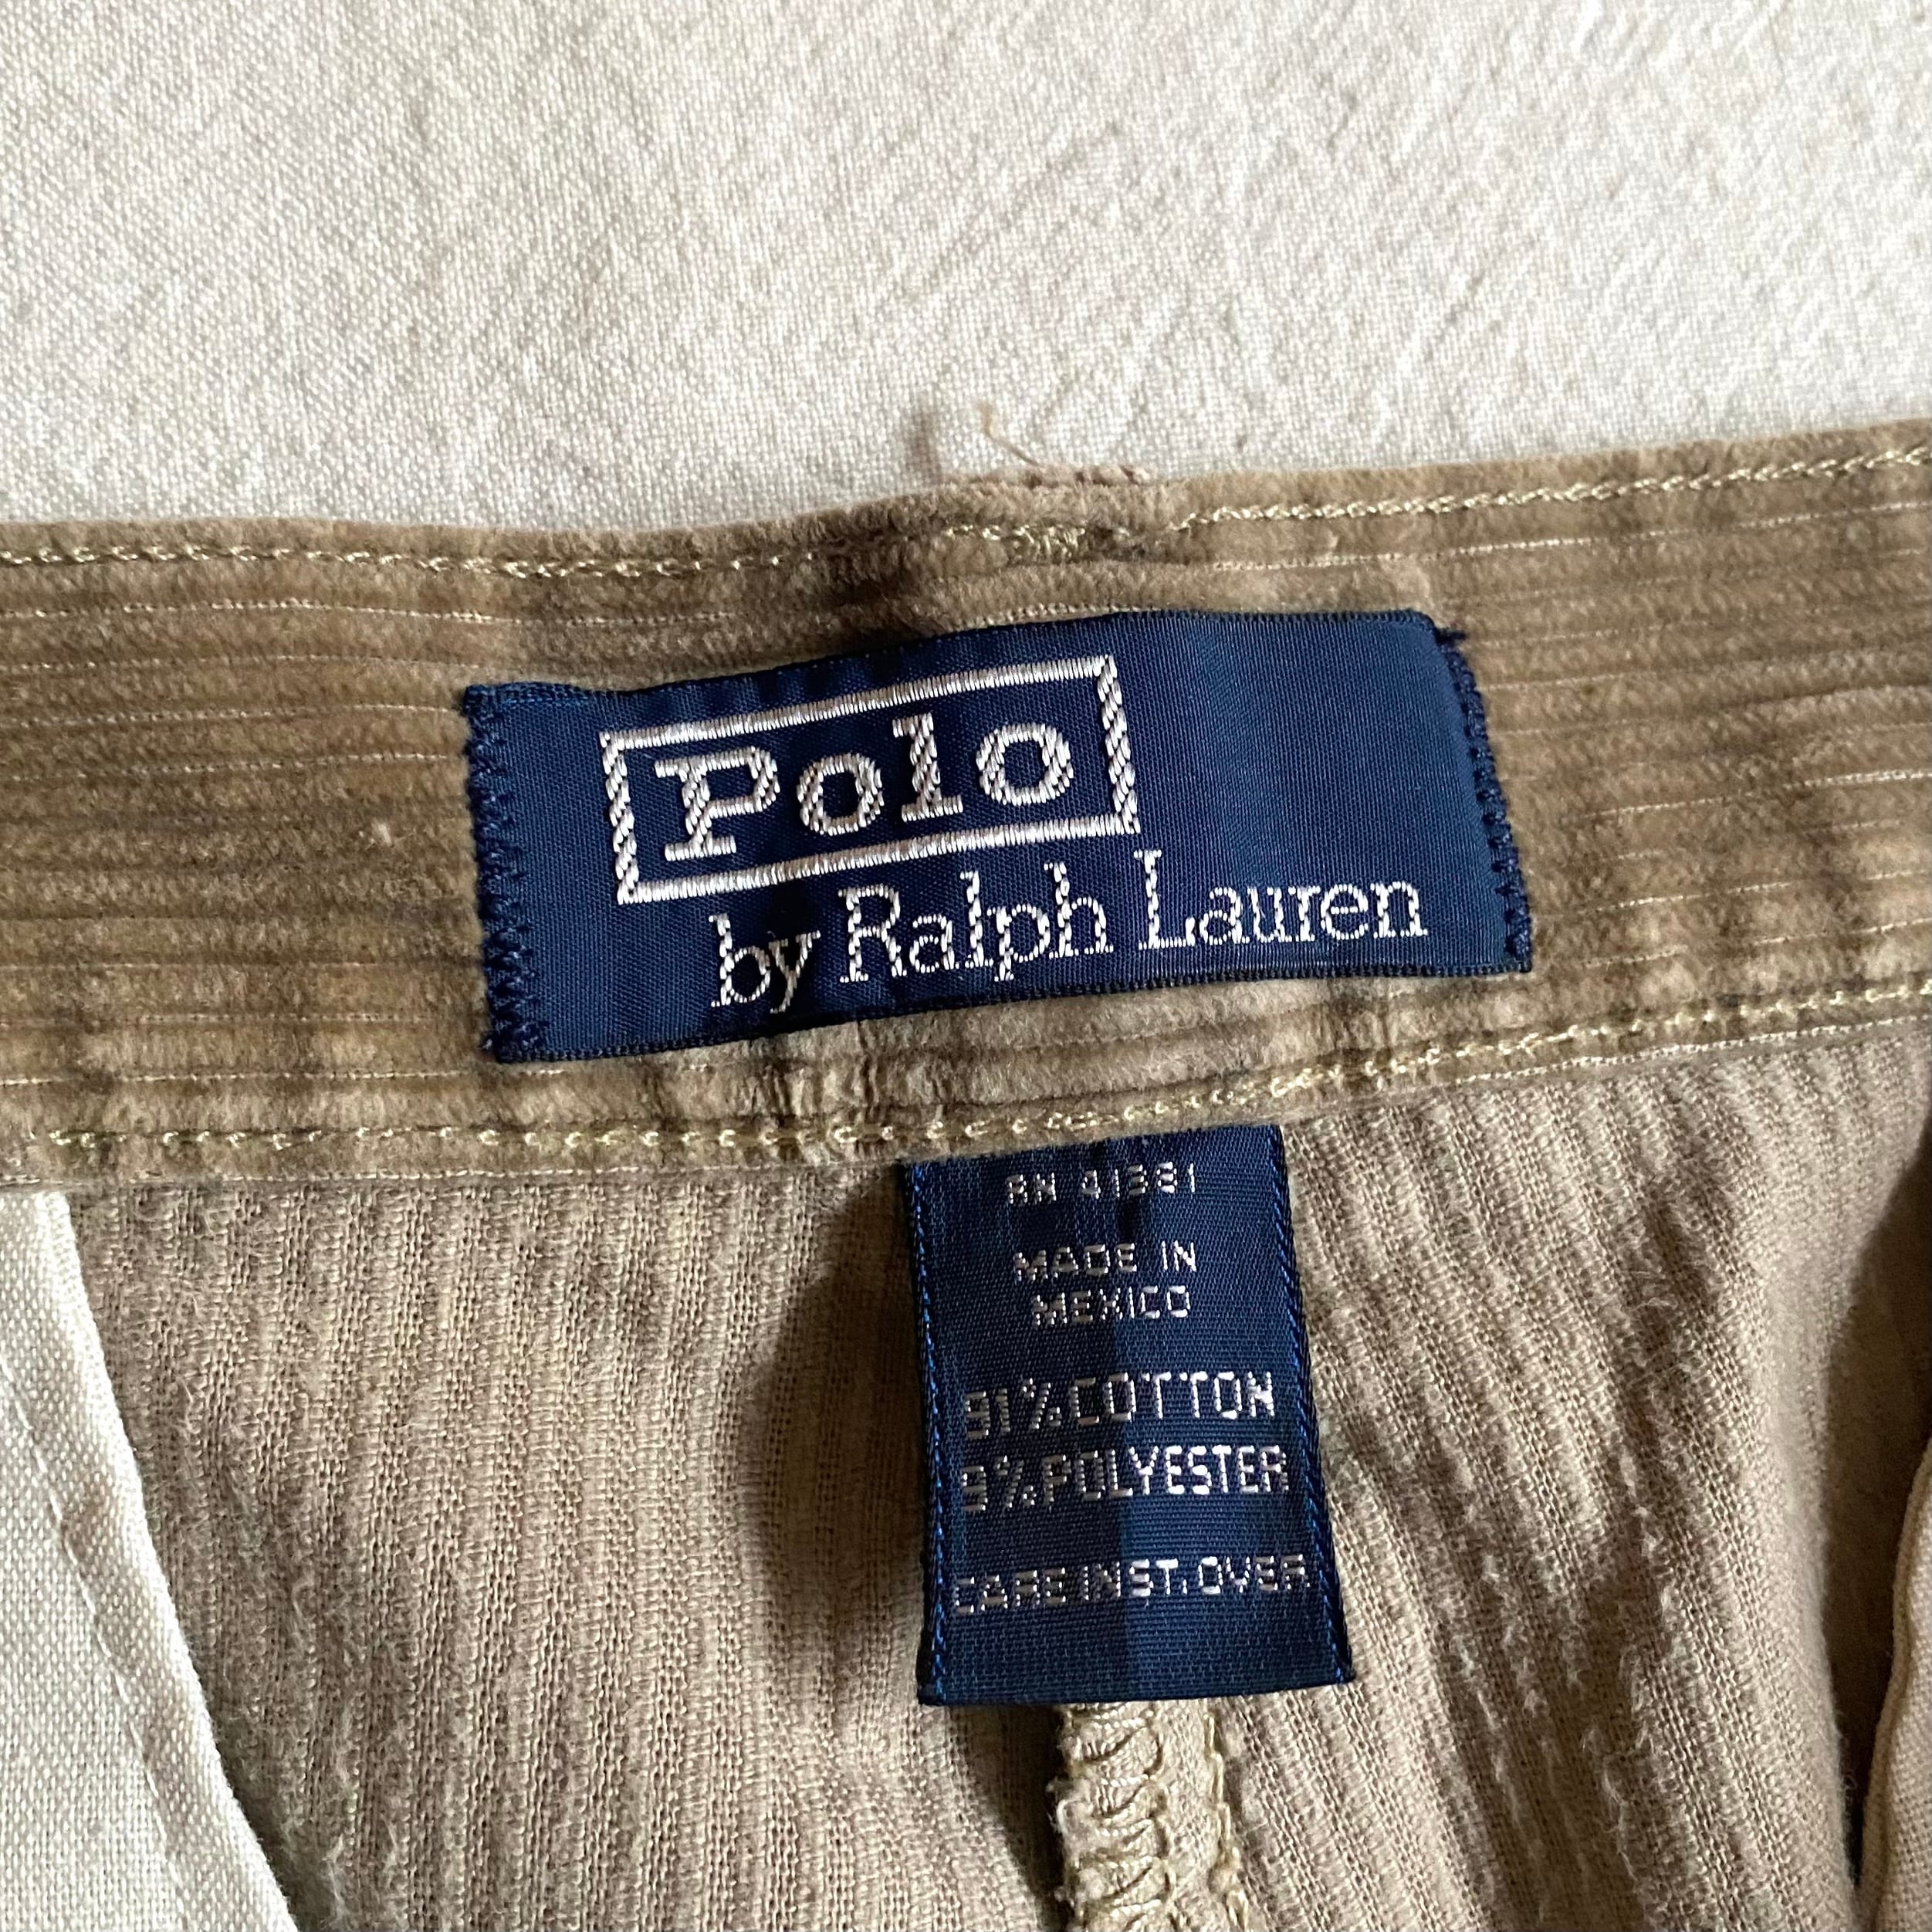 Polo
by Ralph Lauren
RN 41381
MADE IN
MEXICO
91% COTTON
9% POLYESTER
CARE INST. OVER